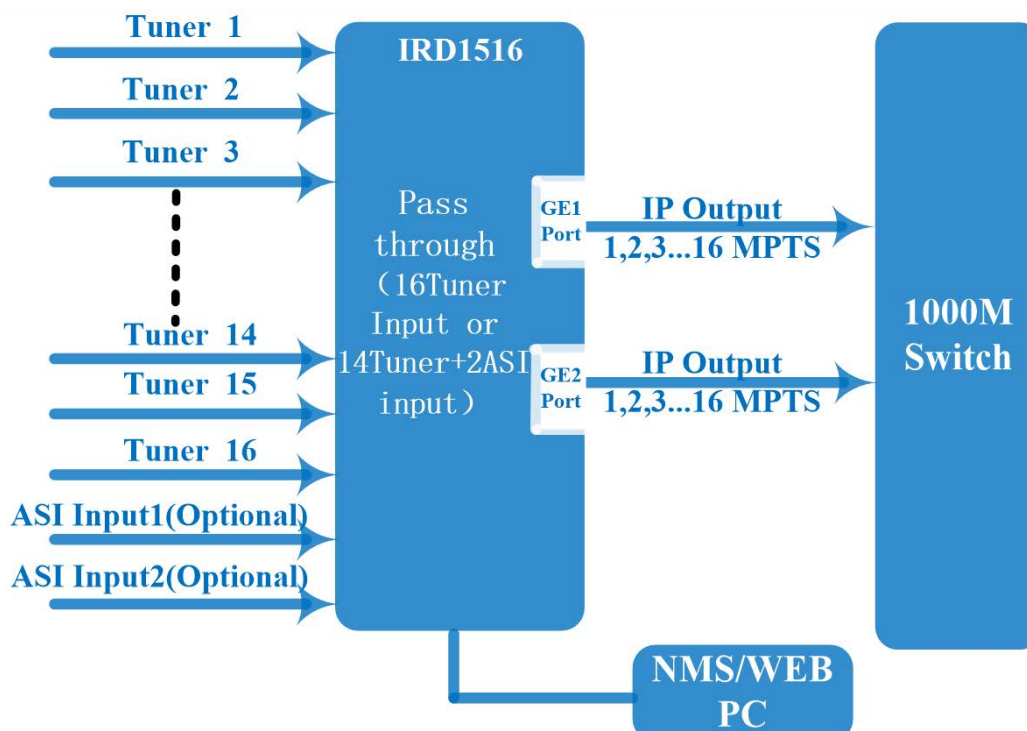 Tuner 1
Tuner 2
Tuner 3
Tuner 14
Tuner 15
Tuner 16
ASI Input1(Optional)
ASI Input2(Optional)
IRD1516
Pass
through
（16Tuner
Input or
14Tuner+2ASI
input）
GE1
Port
IP Output
1,2,3...16 MPTS
GE2
Port
IP Output
1,2,3...16 MPTS
1000M
Switch
NMS/WEB
PC